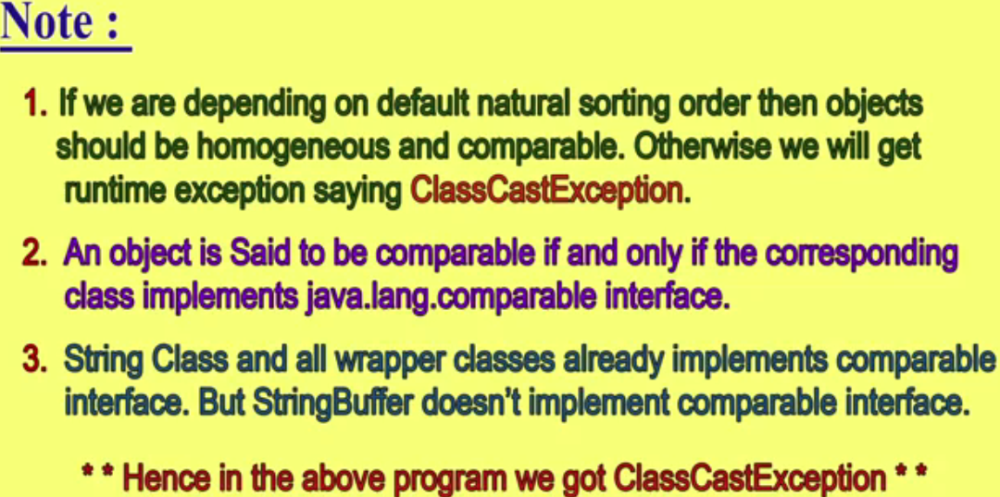 Note :
1. If we are depending on default natural sorting order then objects
should be homogeneous and comparable. Otherwise we will get
runtime exception saying ClassCastException.
2. An object is Said to be comparable if and only if the corresponding
class implements java.lang.comparable interface.
3. String Class and all wrapper classes already implements comparable
interface. But StringBuffer doesn't implement comparable interface.
* * Hence in the above program we got ClassCastException * *